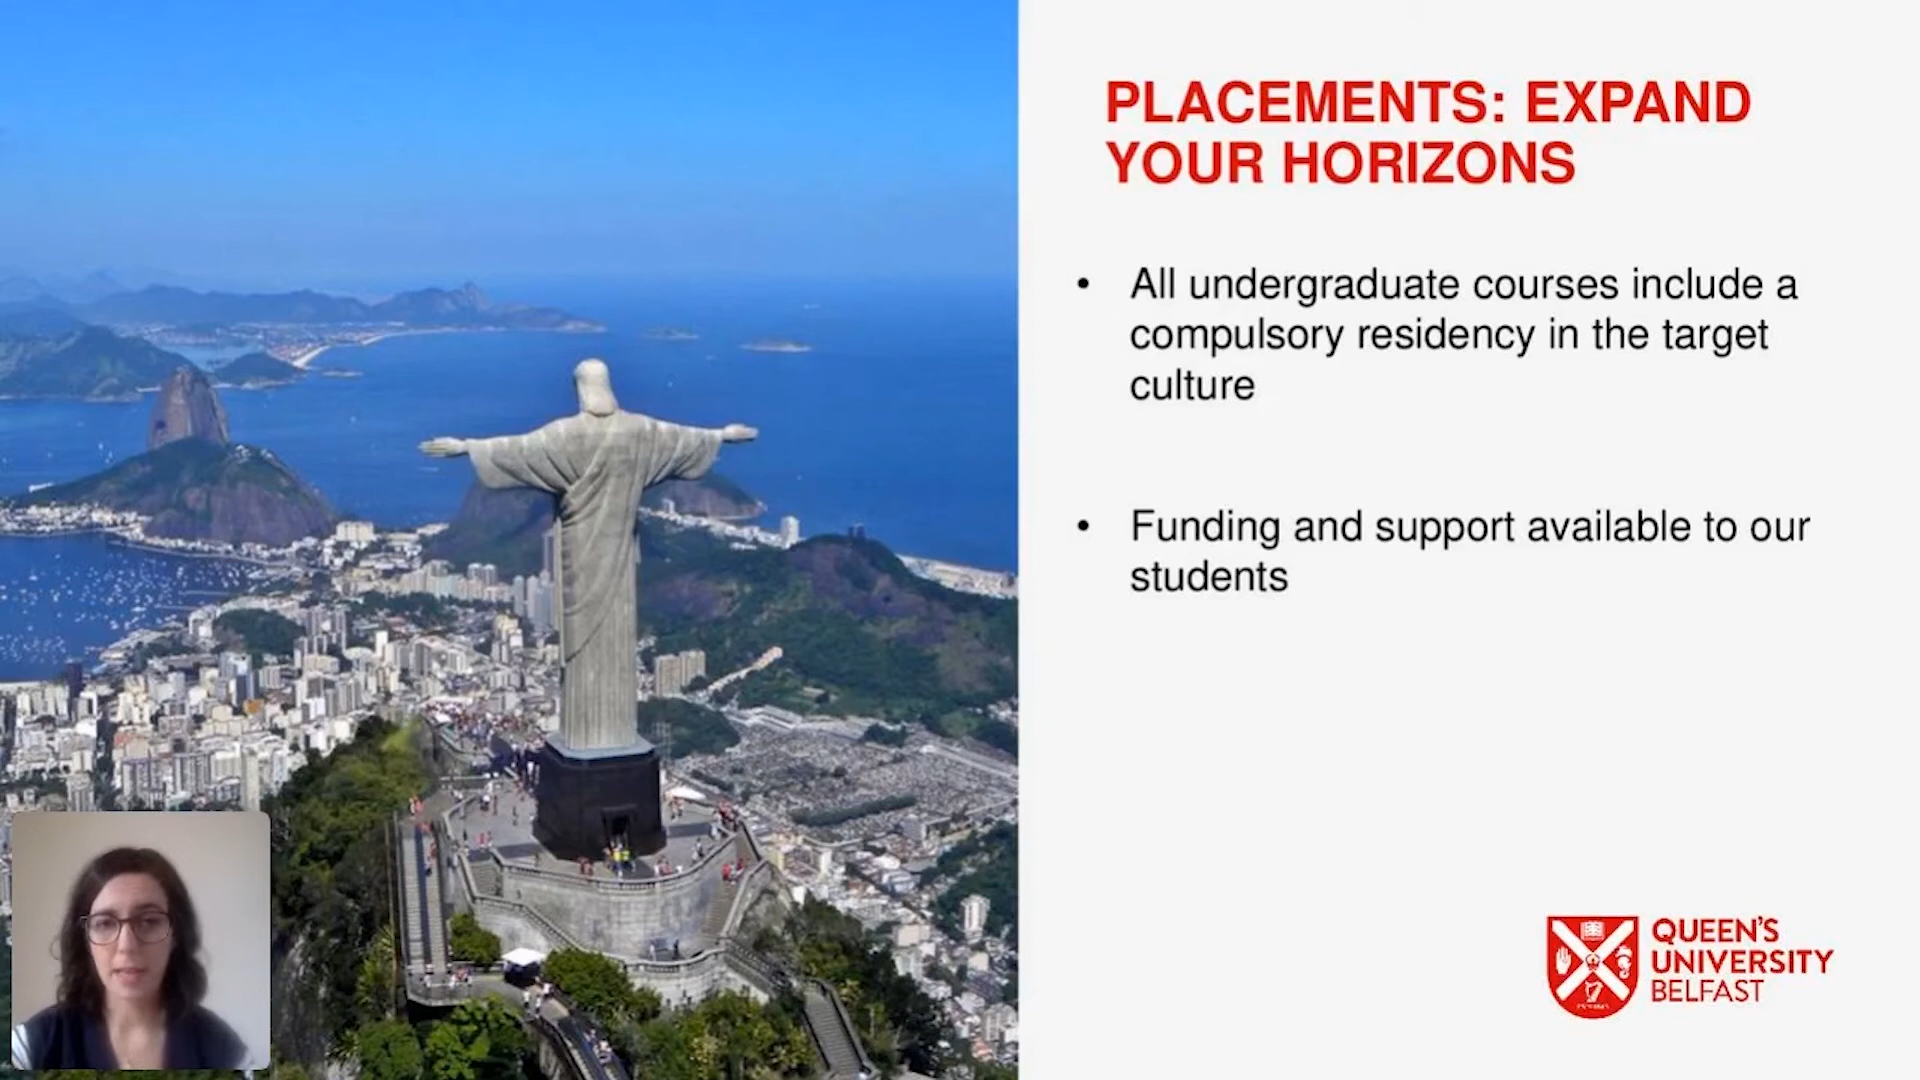 PLACEMENTS: EXPAND
YOUR HORIZONS
• All undergraduate courses include a
compulsory residency in the target
culture
• Funding and support available to our
students
QUEEN'S
UNIVERSITY
BELFAST